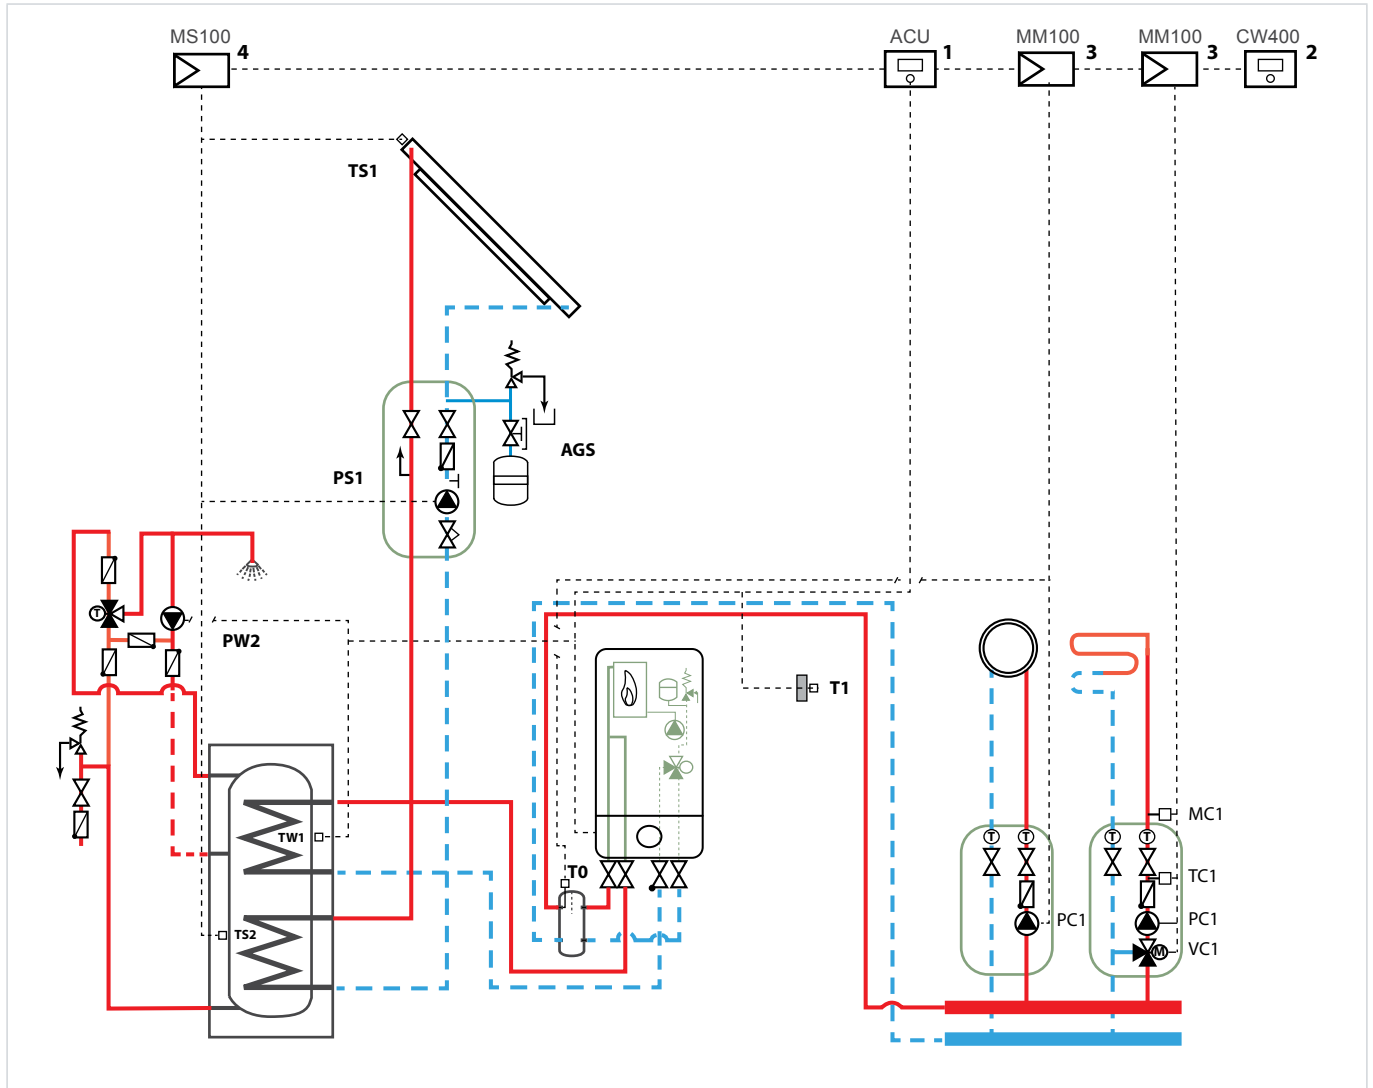 MS100 4
ACU 1
MM100 3
MM100 3
CW400 2
TS1
AGS
PS1
T
PW2
T1
TW1
T0
TS2
T T
T T
MC1
TC1
PC1
PC1
VC1
M